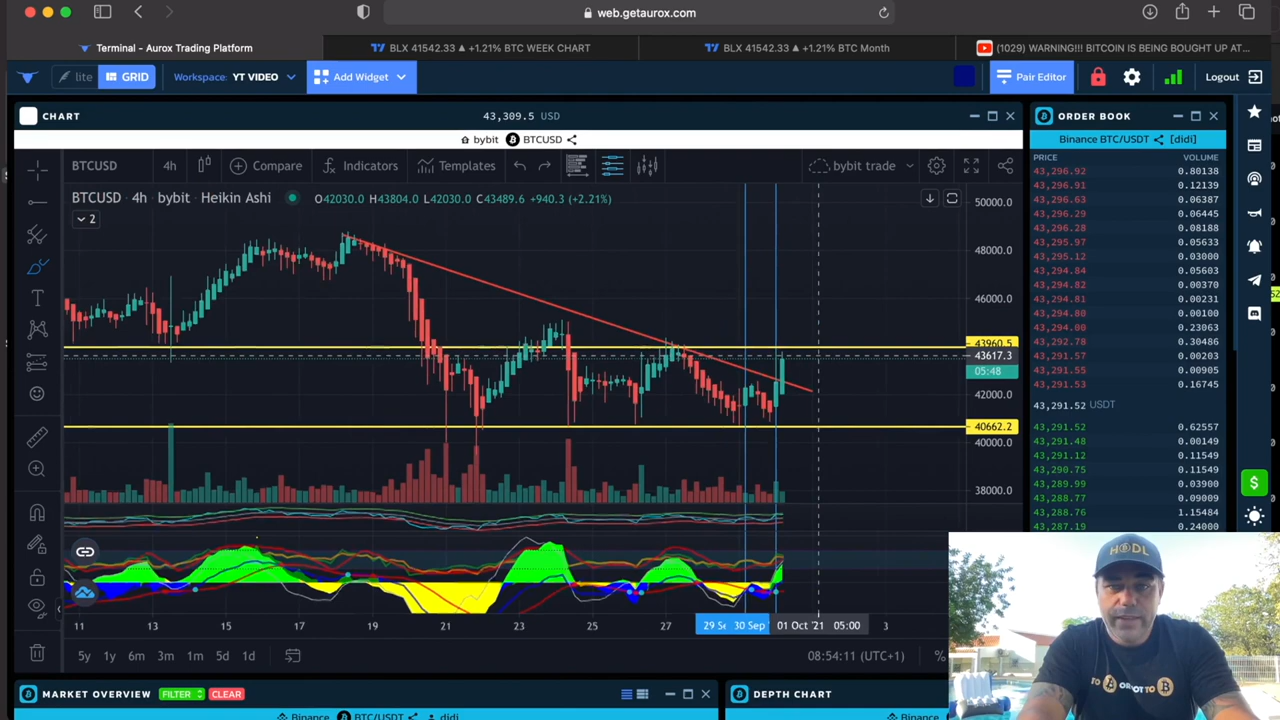 web.getaurox.com
Terminal - Aurox Trading Platform
BLX 41542.33 ▲ +1.21% BTC WEEK CHART
BLX 41542.33 ▲ +1.21% BTC Month
(1029) WARNING!!! BITCOIN IS BEING BOUGHT UP AT...
lite GRID Workspace: YT VIDEO Add Widget Pair Editor Logout
CHART 43,309.5 USD
bybit BTCUSD
BTCUSD 4h Compare Indicators Templates bybit trade
BTCUSD · 4h · bybit · Heikin Ashi O42030.0 H43804.0 L42030.0 C43489.6 +940.3 (+2.21%)
2
50000.0
48000.0
46000.0
43960.5
43617.3
05:48
42000.0
40662.2
40000.0
38000.0
11 13 15 17 19 21 23 25 27 29 Se 30 Sep 01 Oct '21 05:00 3
5y 1y 6m 3m 1m 5d 1d 08:54:11 (UTC+1) %
ORDER BOOK
Binance BTC/USDT [didi]
PRICE VOLUME
43,296.92 0.80138
43,296.91 0.12139
43,296.63 0.06387
43,296.29 0.06445
43,296.28 0.08188
43,295.97 0.05633
43,295.12 0.03000
43,294.84 0.05603
43,294.82 0.00370
43,294.81 0.00231
43,294.80 0.00100
43,294.00 0.23063
43,292.78 0.30486
43,291.57 0.00203
43,291.55 0.00905
43,291.53 0.16745
43,291.52 USDT
43,291.52 0.62557
43,291.48 0.00149
43,291.12 0.11549
43,290.75 0.11549
43,289.99 0.03900
43,288.77 0.09009
43,288.76 1.15484
43,287.19 0.24000
$
HODL
TO B OR NOT TO B
MARKET OVERVIEW FILTER CLEAR
DEPTH CHART
Binance BTC/USDT didi
Binance